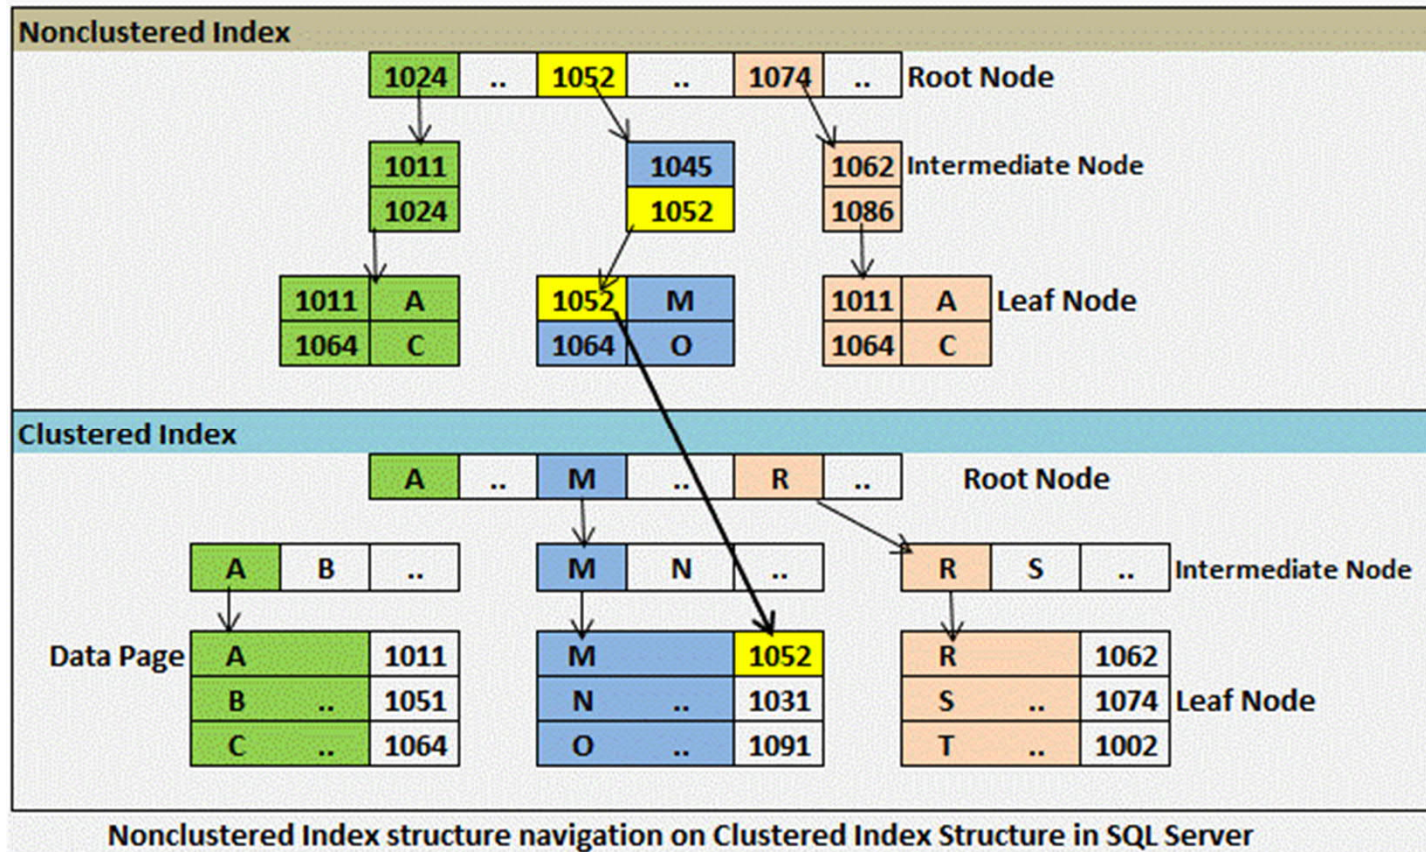 Nonclustered Index
1024 .. 1052 .. 1074 .. Root Node
1011 1045 1062 Intermediate Node
1024 1052 1086
1011 A 1052 M 1011 A Leaf Node
1064 C 1064 O 1064 C
Clustered Index
A .. M .. R .. Root Node
A B .. M N .. R S .. Intermediate Node
Data Page A 1011 M 1052 R 1062
B .. 1051 N .. 1031 S .. 1074 Leaf Node
C .. 1064 O .. 1091 T .. 1002
Nonclustered Index structure navigation on Clustered Index Structure in SQL Server